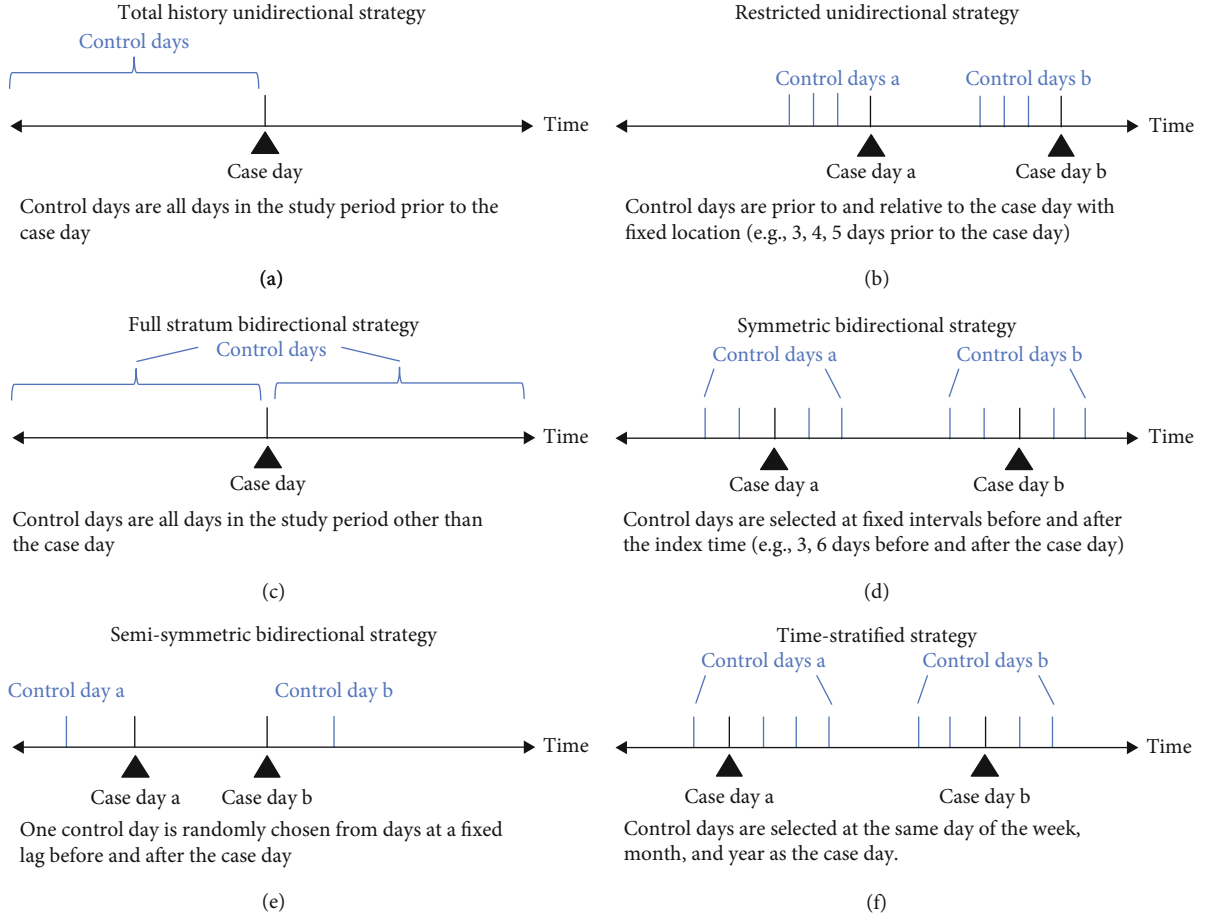 Total history unidirectional strategy
Control days
Time
Case day
Control days are all days in the study period prior to the
case day
(a)
Restricted unidirectional strategy
Control days a
Control days b
Time
Case day a
Case day b
Control days are prior to and relative to the case day with
fixed location (e.g., 3, 4, 5 days prior to the case day)
(b)
Full stratum bidirectional strategy
Control days
Time
Case day
Control days are all days in the study period other than
the case day
(c)
Symmetric bidirectional strategy
Control days a
Control days b
Time
Case day a
Case day b
Control days are selected at fixed intervals before and after
the index time (e.g., 3, 6 days before and after the case day)
(d)
Semi-symmetric bidirectional strategy
Control day a
Control day b
Time
Case day a
Case day b
One control day is randomly chosen from days at a fixed
lag before and after the case day
(e)
Time-stratified strategy
Control days a
Control days b
Time
Case day a
Case day b
Control days are selected at the same day of the week,
month, and year as the case day.
(f)